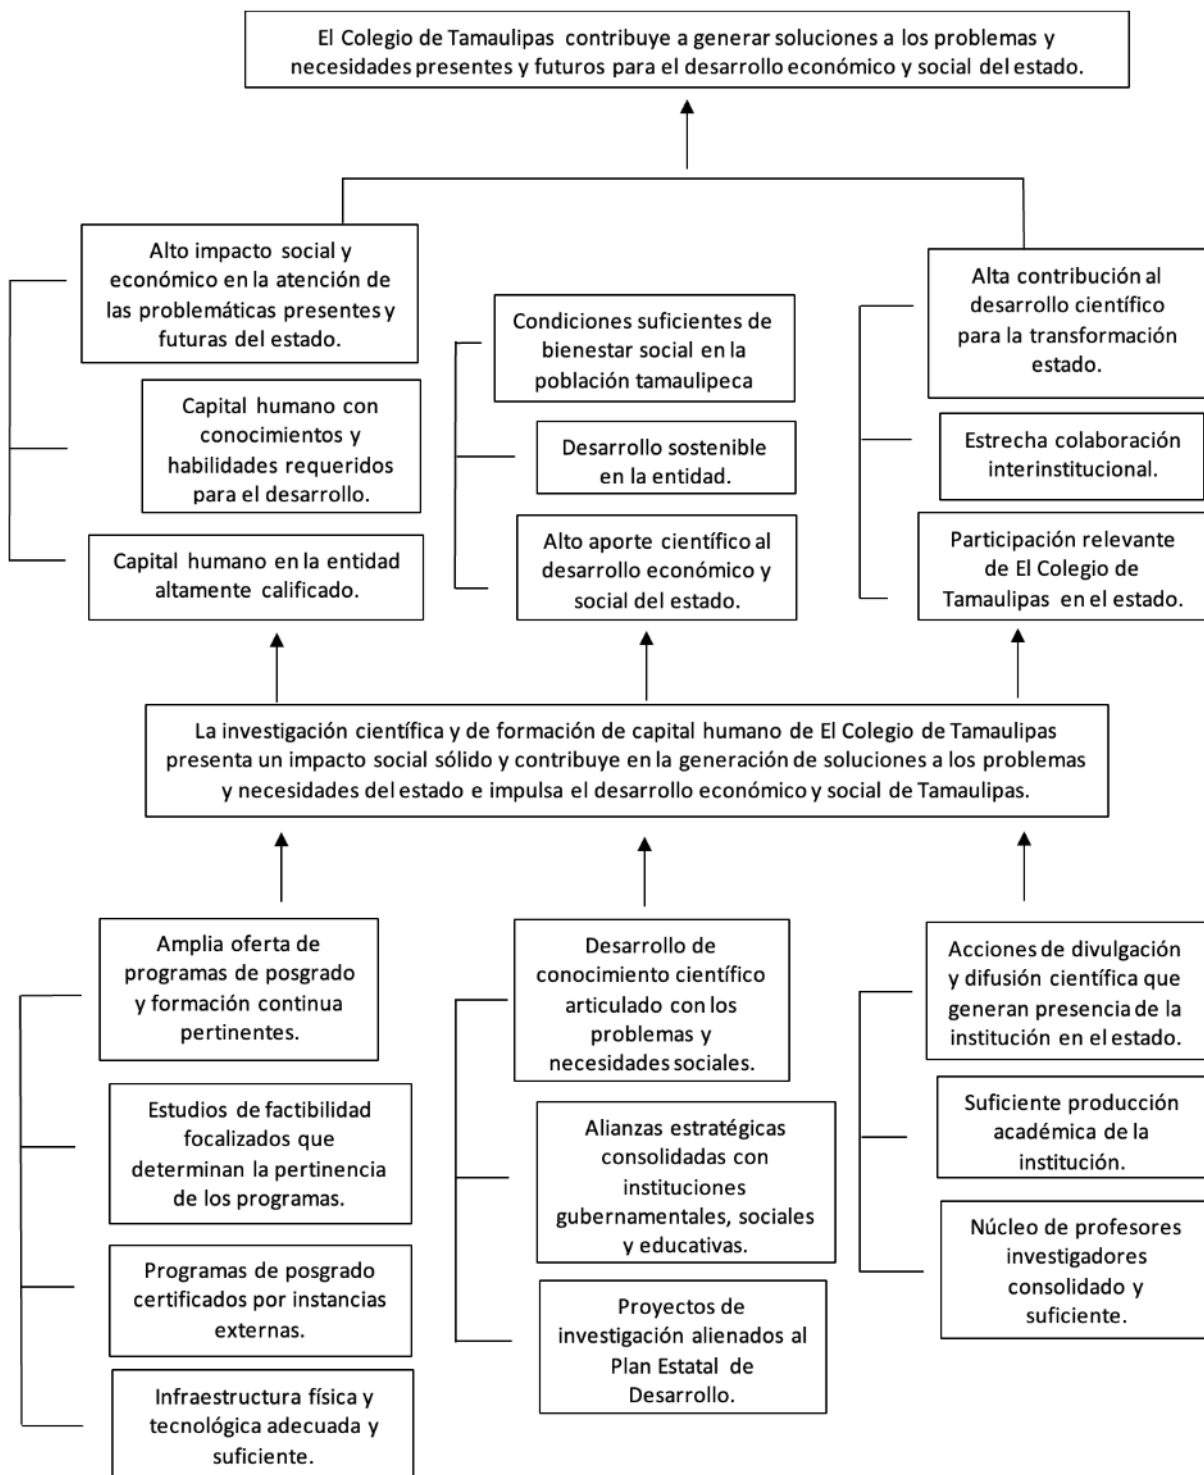 El Colegio de Tamaulipas contribuye a generar soluciones a los problemas y
necesidades presentes y futuros para el desarrollo económico y social del estado.
Alto impacto social y
económico en la atención de
las problemáticas presentes y
futuras del estado.
Capital humano con
conocimientos y
habilidades requeridos
para el desarrollo.
Capital humano en la entidad
altamente calificado.
Condiciones suficientes de
bienestar social en la
población tamaulipeca
Desarrollo sostenible
en la entidad.
Alto aporte científico al
desarrollo económico y
social del estado.
Alta contribución al
desarrollo científico
para la transformación
estado.
Estrecha colaboración
interinstitucional.
Participación relevante
de El Colegio de
Tamaulipas en el estado.
La investigación científica y de formación de capital humano de El Colegio de Tamaulipas
presenta un impacto social sólido y contribuye en la generación de soluciones a los problemas
y necesidades del estado e impulsa el desarrollo económico y social de Tamaulipas.
Amplia oferta de
programas de posgrado
y formación continua
pertinentes.
Estudios de factibilidad
focalizados que
determinan la pertinencia
de los programas.
Programas de posgrado
certificados por instancias
externas.
Infraestructura física y
tecnológica adecuada y
suficiente.
Desarrollo de
conocimiento científico
articulado con los
problemas y
necesidades sociales.
Alianzas estratégicas
consolidadas con
instituciones
gubernamentales, sociales
y educativas.
Proyectos de
investigación alienados al
Plan Estatal de
Desarrollo.
Acciones de divulgación
y difusión científica que
generan presencia de la
institución en el estado.
Suficiente producción
académica de la
institución.
Núcleo de profesores
investigadores
consolidado y
suficiente.